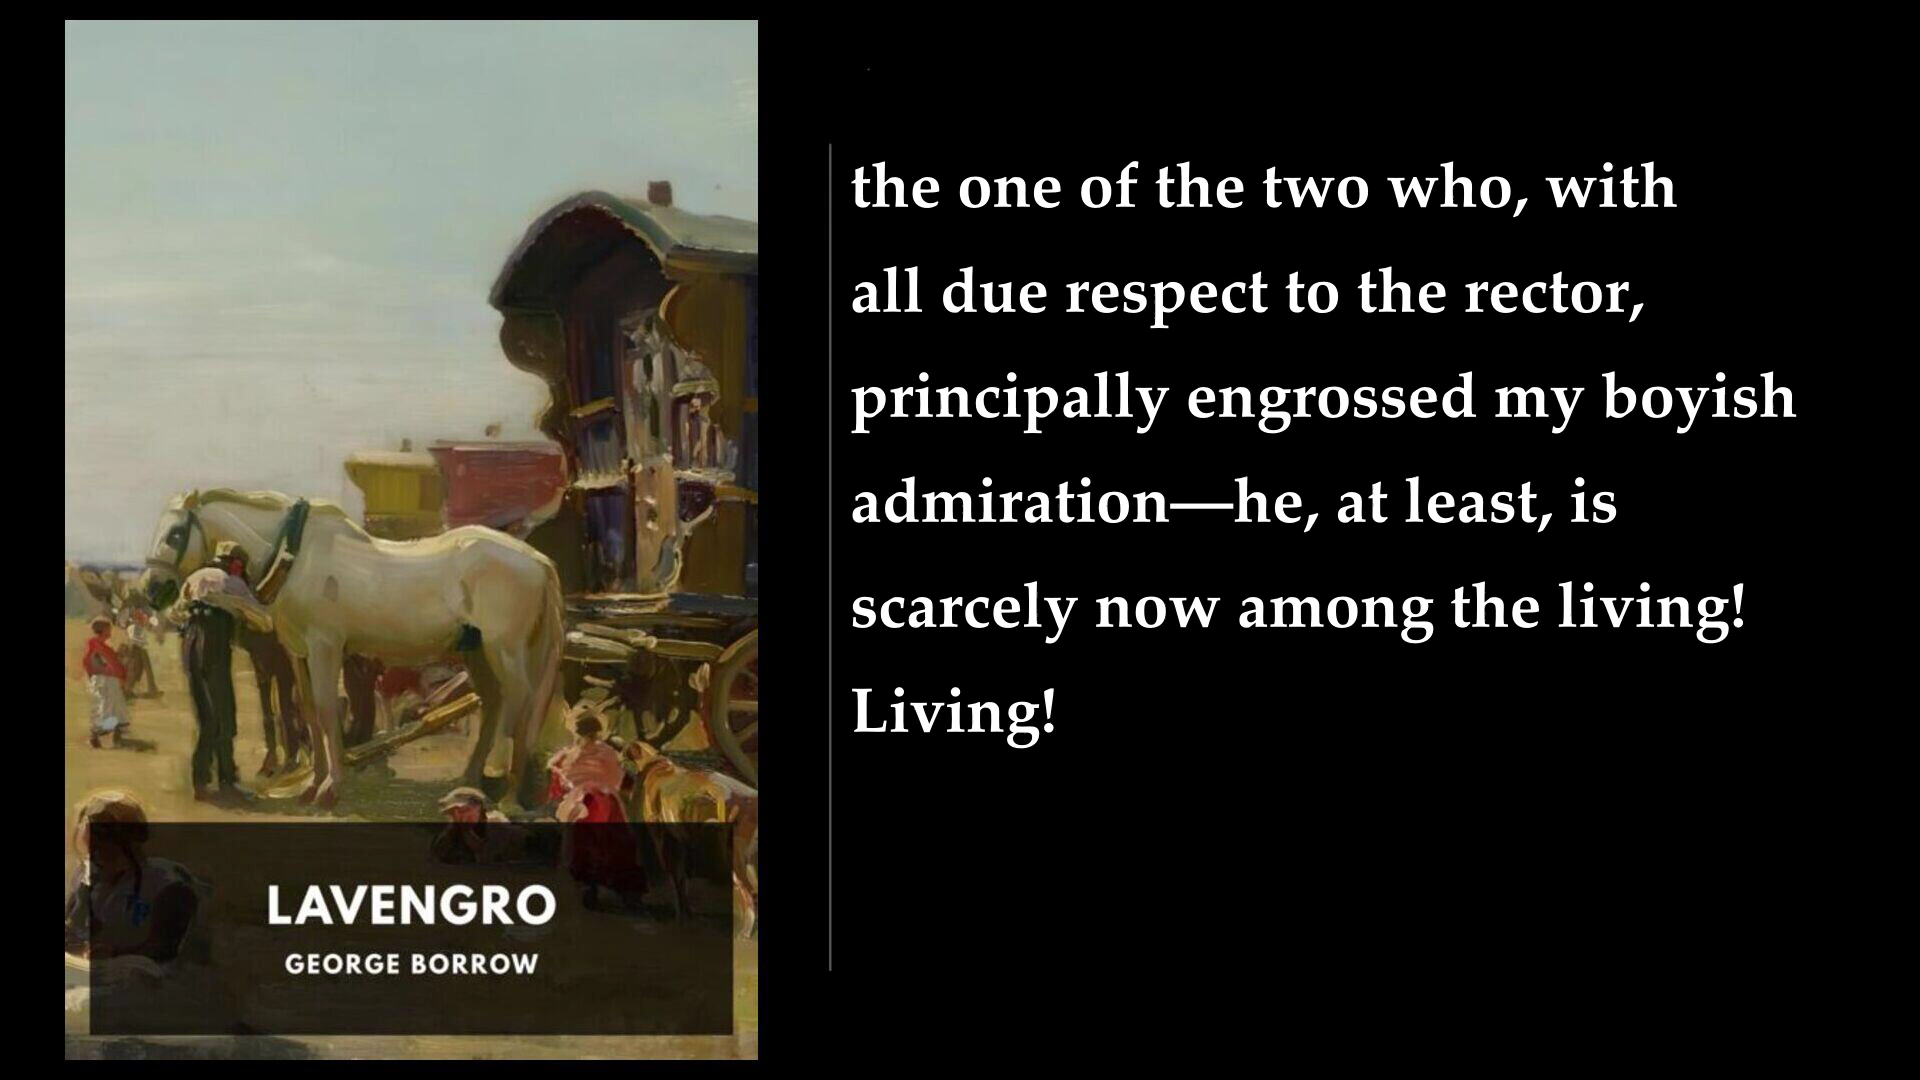 LAVENGRO
GEORGE BORROW
the one of the two who, with
all due respect to the rector,
principally engrossed my boyish
admiration—he, at least, is
scarcely now among the living!
Living!